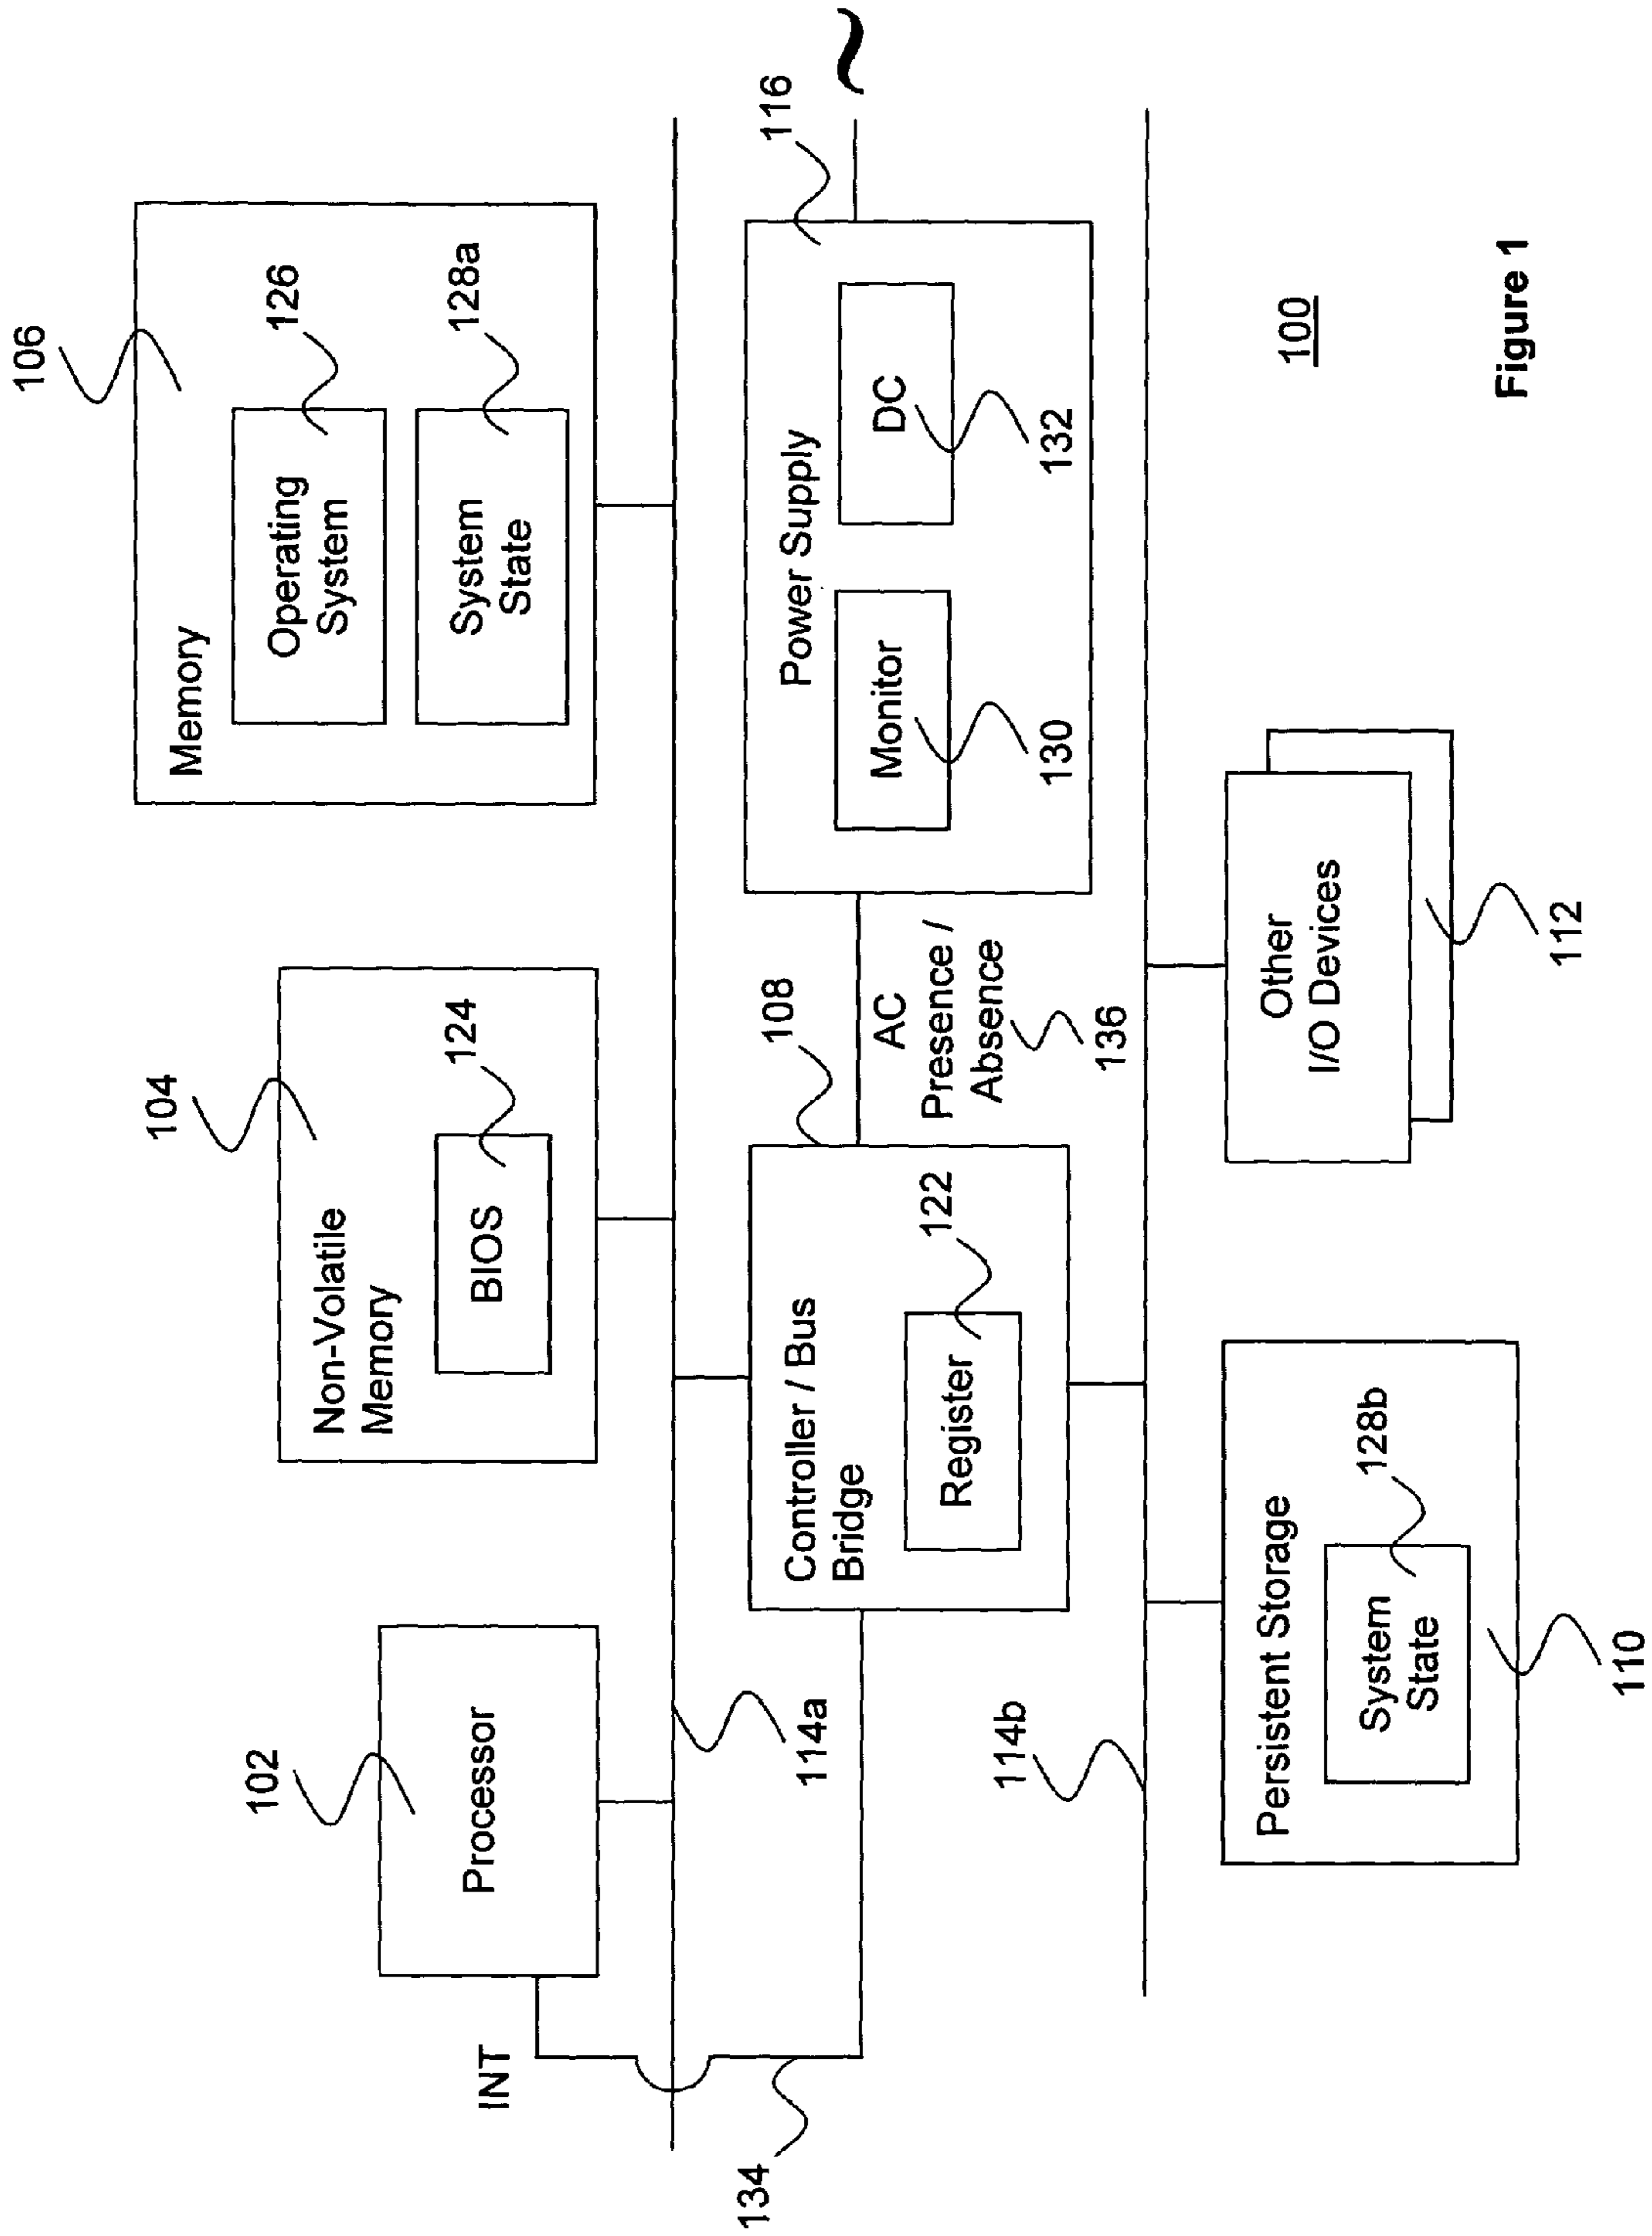 106
Memory
126
Operating
System
128a
System
State
104
Non-Volatile
Memory
124
BIOS
102
Processor
INT
134
114a
108
Controller / Bus
Bridge
122
Register
AC
Presence /
Absence
136
116
Power Supply
Monitor
130
DC
132
~
114b
Persistent Storage
128b
System
State
110
Other
I/O Devices
112
100
Figure 1